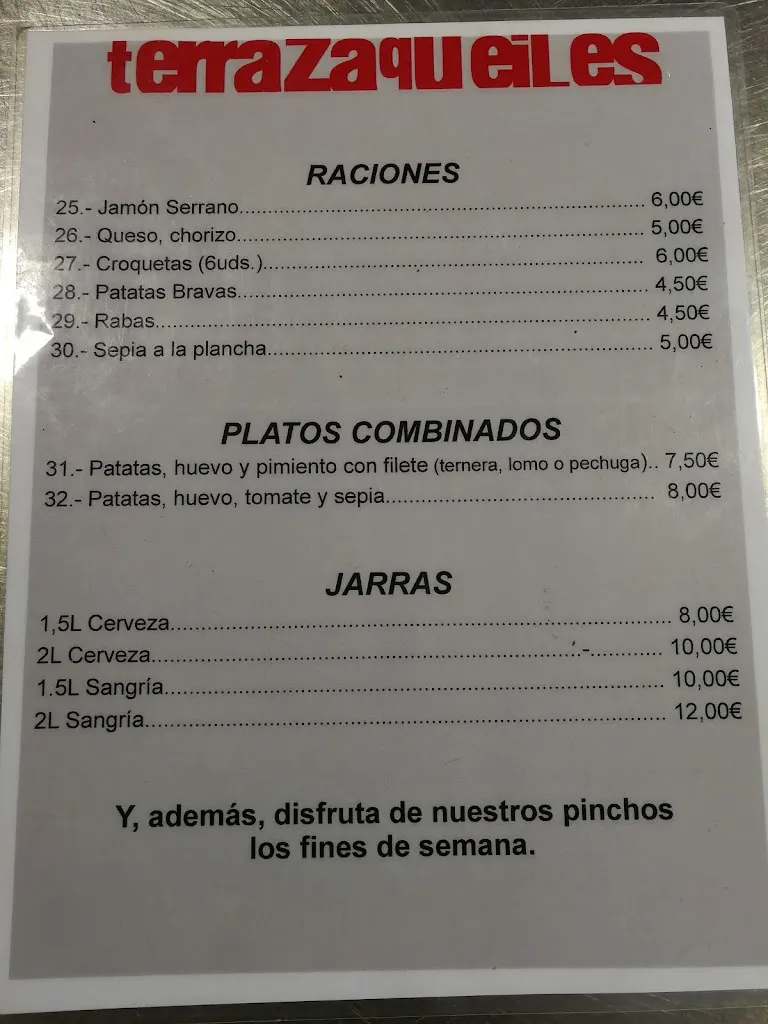 terrazaqueiles
RACIONES
25.- Jamón Serrano.................................................................... 6,00€
26.- Queso, chorizo.................................................................... 5,00€
27.- Croquetas (6uds.)................................................................ 6,00€
28.- Patatas Bravas.................................................................... 4,50€
29.- Rabas................................................................................. 4,50€
30.- Sepia a la plancha............................................................... 5,00€
PLATOS COMBINADOS
31.- Patatas, huevo y pimiento con filete (ternera, lomo o pechuga).. 7,50€
32.- Patatas, huevo, tomate y sepia............................................ 8,00€
JARRAS
1,5L Cerveza................................................................................ 8,00€
2L Cerveza.................................................................-........... 10,00€
1.5L Sangría................................................................................ 10,00€
2L Sangría................................................................................... 12,00€
Y, además, disfruta de nuestros pinchos
los fines de semana.